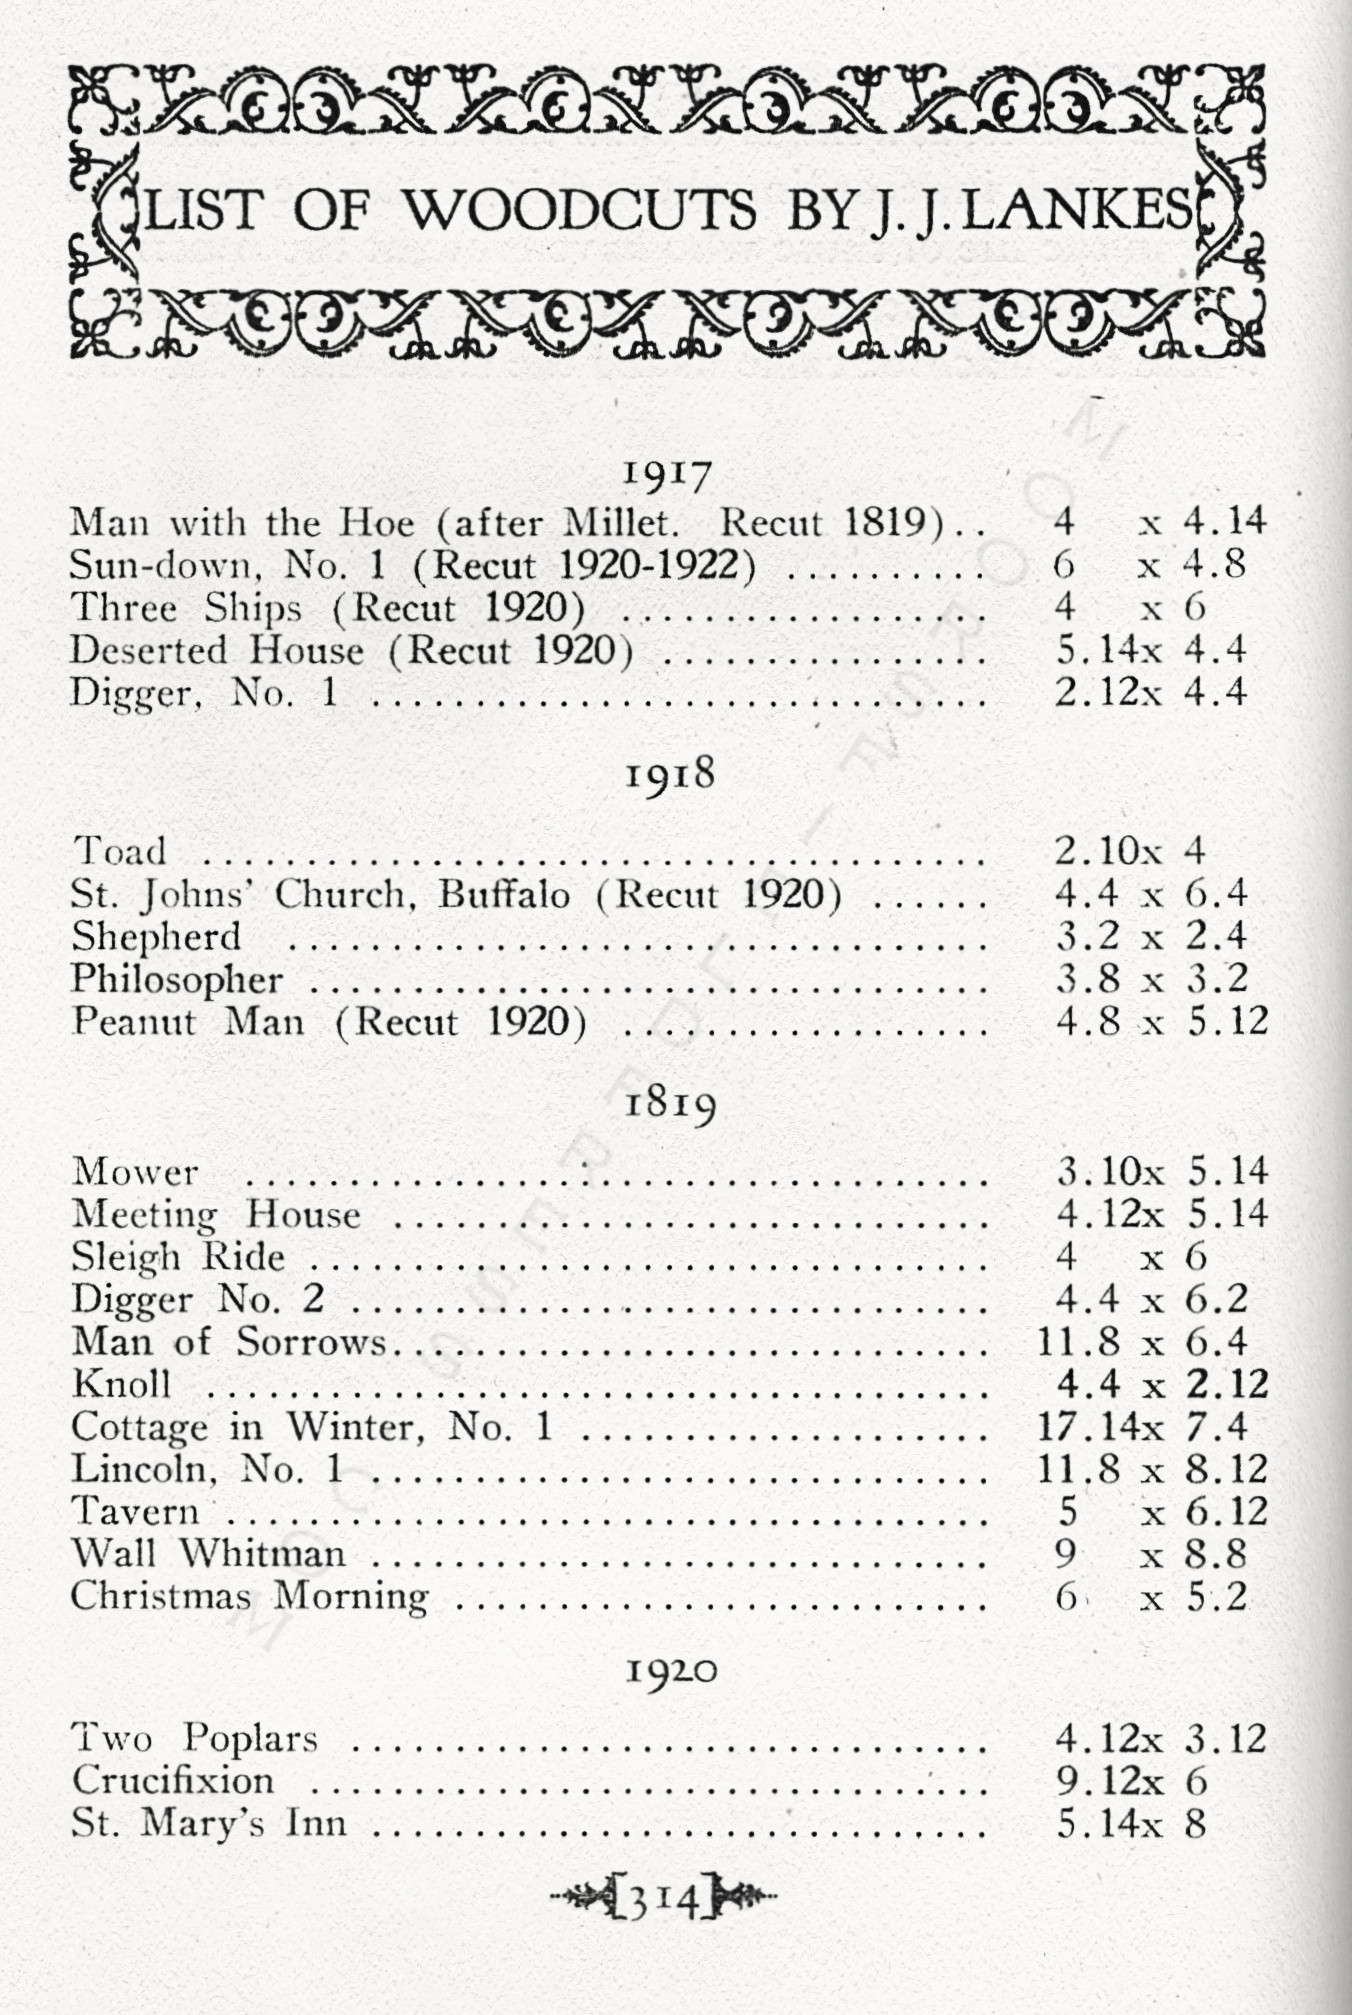 LIST OF WOODCUTS BY J. J. LANKES
1917
Man with the Hoe (after Millet. Recut 1819) . . 4 x 4.14
Sun-down, No. 1 (Recut 1920-1922) . . . . . . . . . . 6 x 4.8
Three Ships (Recut 1920) . . . . . . . . . . . . . . . . . . 4 x 6
Deserted House (Recut 1920) . . . . . . . . . . . . . . . . 5.14x 4.4
Digger, No. 1 . . . . . . . . . . . . . . . . . . . . . . . . . . . . . . 2.12x 4.4
1918
Toad . . . . . . . . . . . . . . . . . . . . . . . . . . . . . . . . . . . . . . 2.10x 4
St. Johns' Church, Buffalo (Recut 1920) . . . . . . 4.4 x 6.4
Shepherd . . . . . . . . . . . . . . . . . . . . . . . . . . . . . . . . . . 3.2 x 2.4
Philosopher . . . . . . . . . . . . . . . . . . . . . . . . . . . . . . . . . 3.8 x 3.2
Peanut Man (Recut 1920) . . . . . . . . . . . . . . . . . . 4.8 x 5.12
1819
Mower . . . . . . . . . . . . . . . . . . . . . . . . . . . . . . . . . . . . 3.10x 5.14
Meeting House . . . . . . . . . . . . . . . . . . . . . . . . . . . . . 4.12x 5.14
Sleigh Ride . . . . . . . . . . . . . . . . . . . . . . . . . . . . . . . . . 4 x 6
Digger No. 2 . . . . . . . . . . . . . . . . . . . . . . . . . . . . . . . 4.4 x 6.2
Man of Sorrows. . . . . . . . . . . . . . . . . . . . . . . . . . . . . 11.8 x 6.4
Knoll . . . . . . . . . . . . . . . . . . . . . . . . . . . . . . . . . . . . . . 4.4 x 2.12
Cottage in Winter, No. 1 . . . . . . . . . . . . . . . . . . . . 17.14x 7.4
Lincoln, No. 1 . . . . . . . . . . . . . . . . . . . . . . . . . . . . . . 11.8 x 8.12
Tavern . . . . . . . . . . . . . . . . . . . . . . . . . . . . . . . . . . . . . 5 x 6.12
Wall Whitman . . . . . . . . . . . . . . . . . . . . . . . . . . . . . . 9 x 8.8
Christmas Morning . . . . . . . . . . . . . . . . . . . . . . . . . . 6 x 5.2
1920
Two Poplars . . . . . . . . . . . . . . . . . . . . . . . . . . . . . . . 4.12x 3.12
Crucifixion . . . . . . . . . . . . . . . . . . . . . . . . . . . . . . . . . 9.12x 6
St. Mary's Inn . . . . . . . . . . . . . . . . . . . . . . . . . . . . . . 5.14x 8
[314]